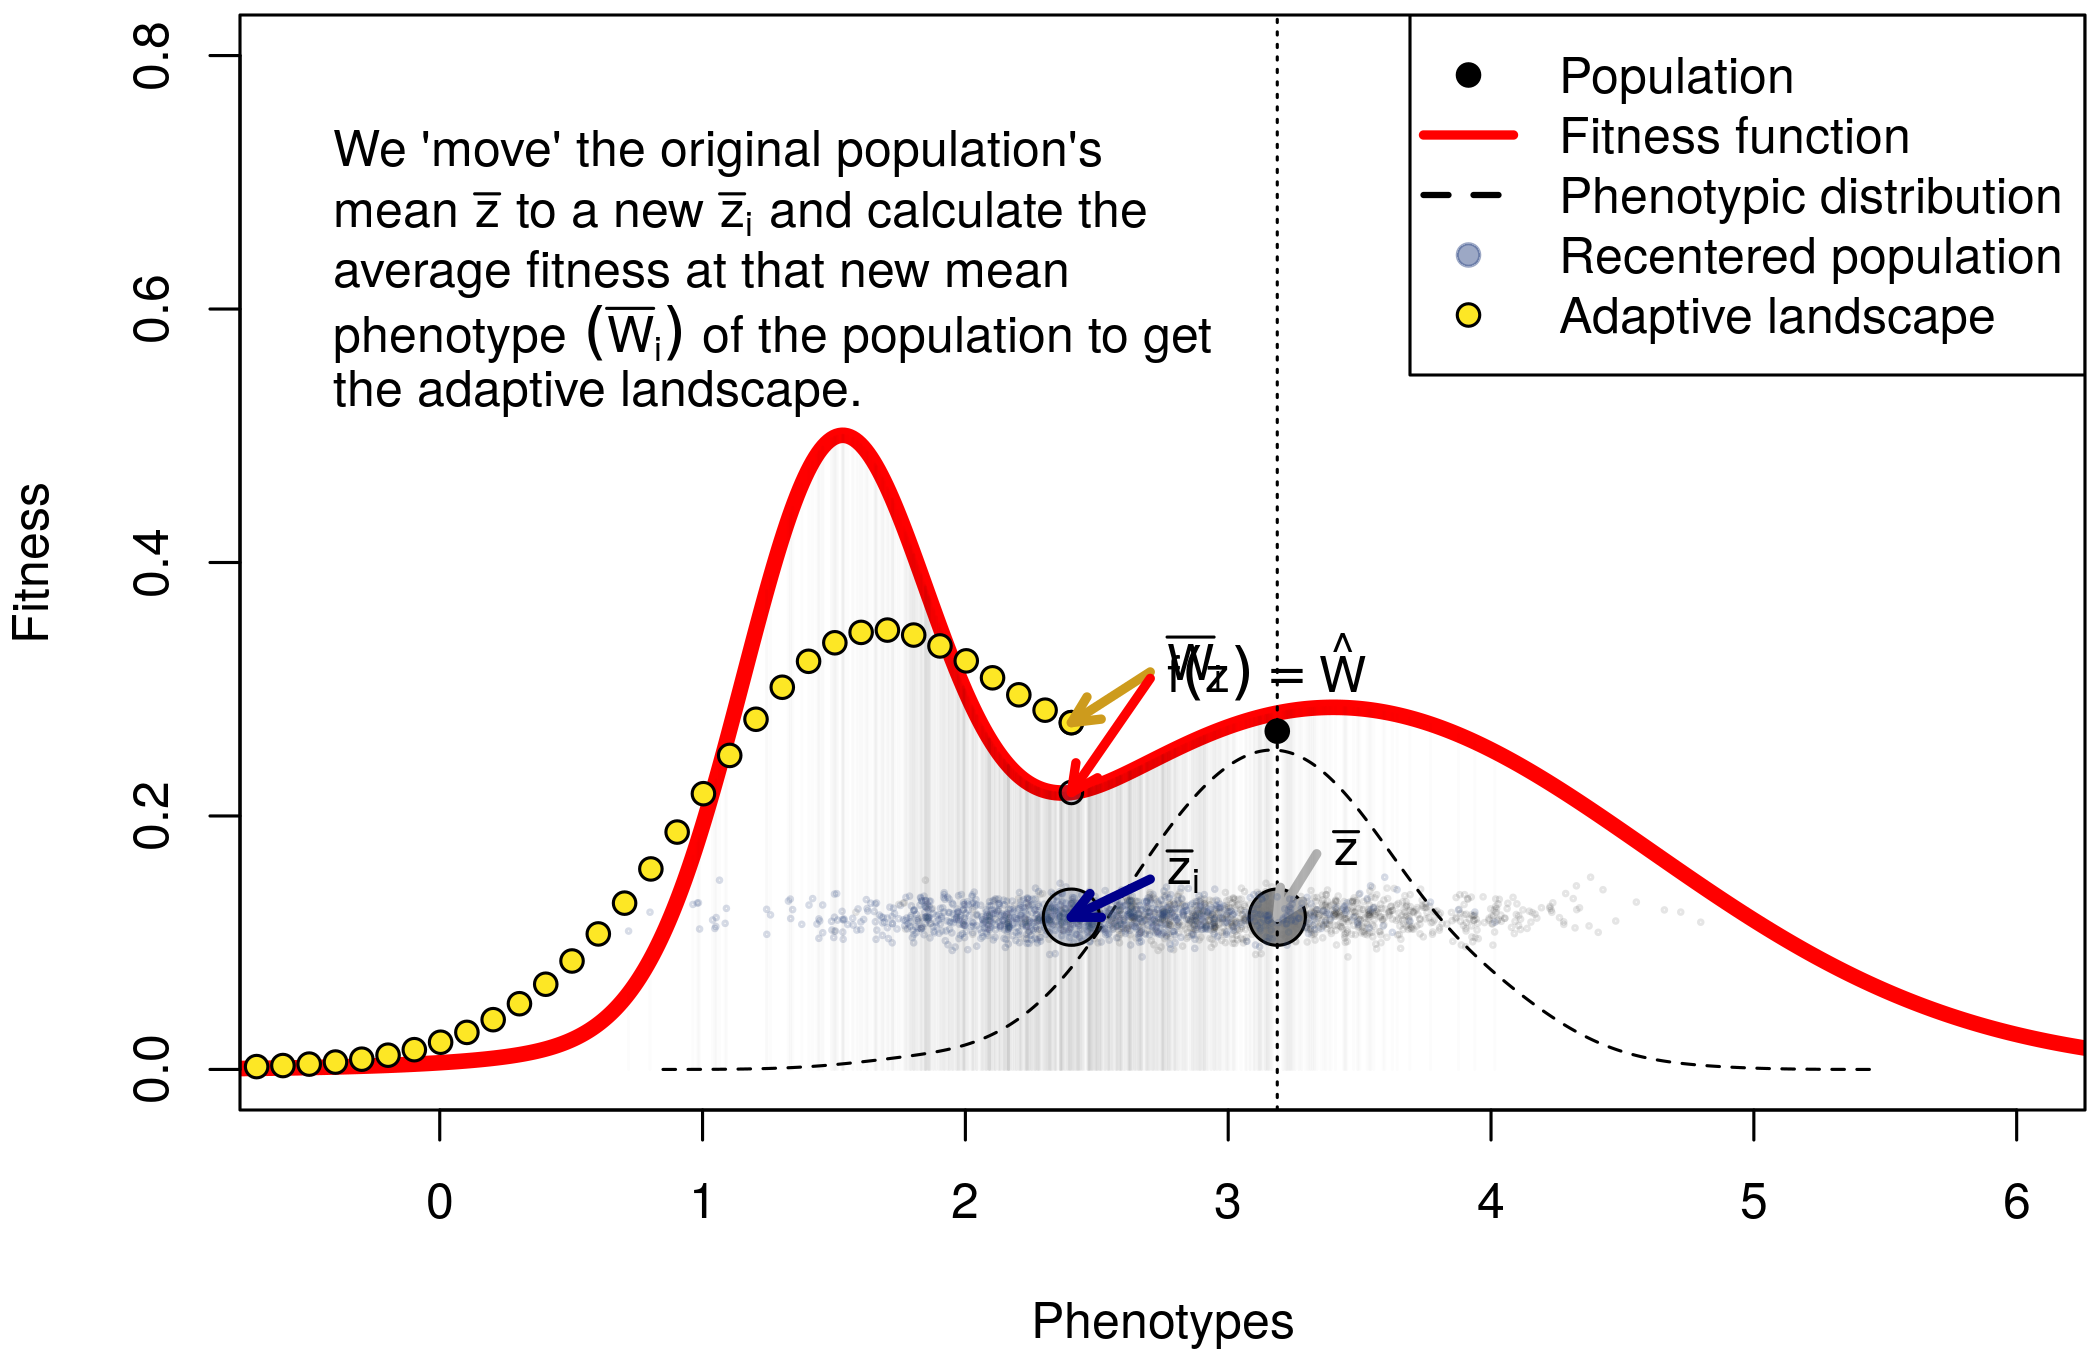 We 'move' the original population's
mean z̅ to a new z̅ᵢ and calculate the
average fitness at that new mean
phenotype (W̅ᵢ) of the population to get
the adaptive landscape.
Population
Fitness function
Phenotypic distribution
Recentered population
Adaptive landscape
W̅ᵢ
f(z) = Ŵ
z̅
z̅ᵢ
Fitness
0.8
0.6
0.4
0.2
0.0
0 1 2 3 4 5 6
Phenotypes